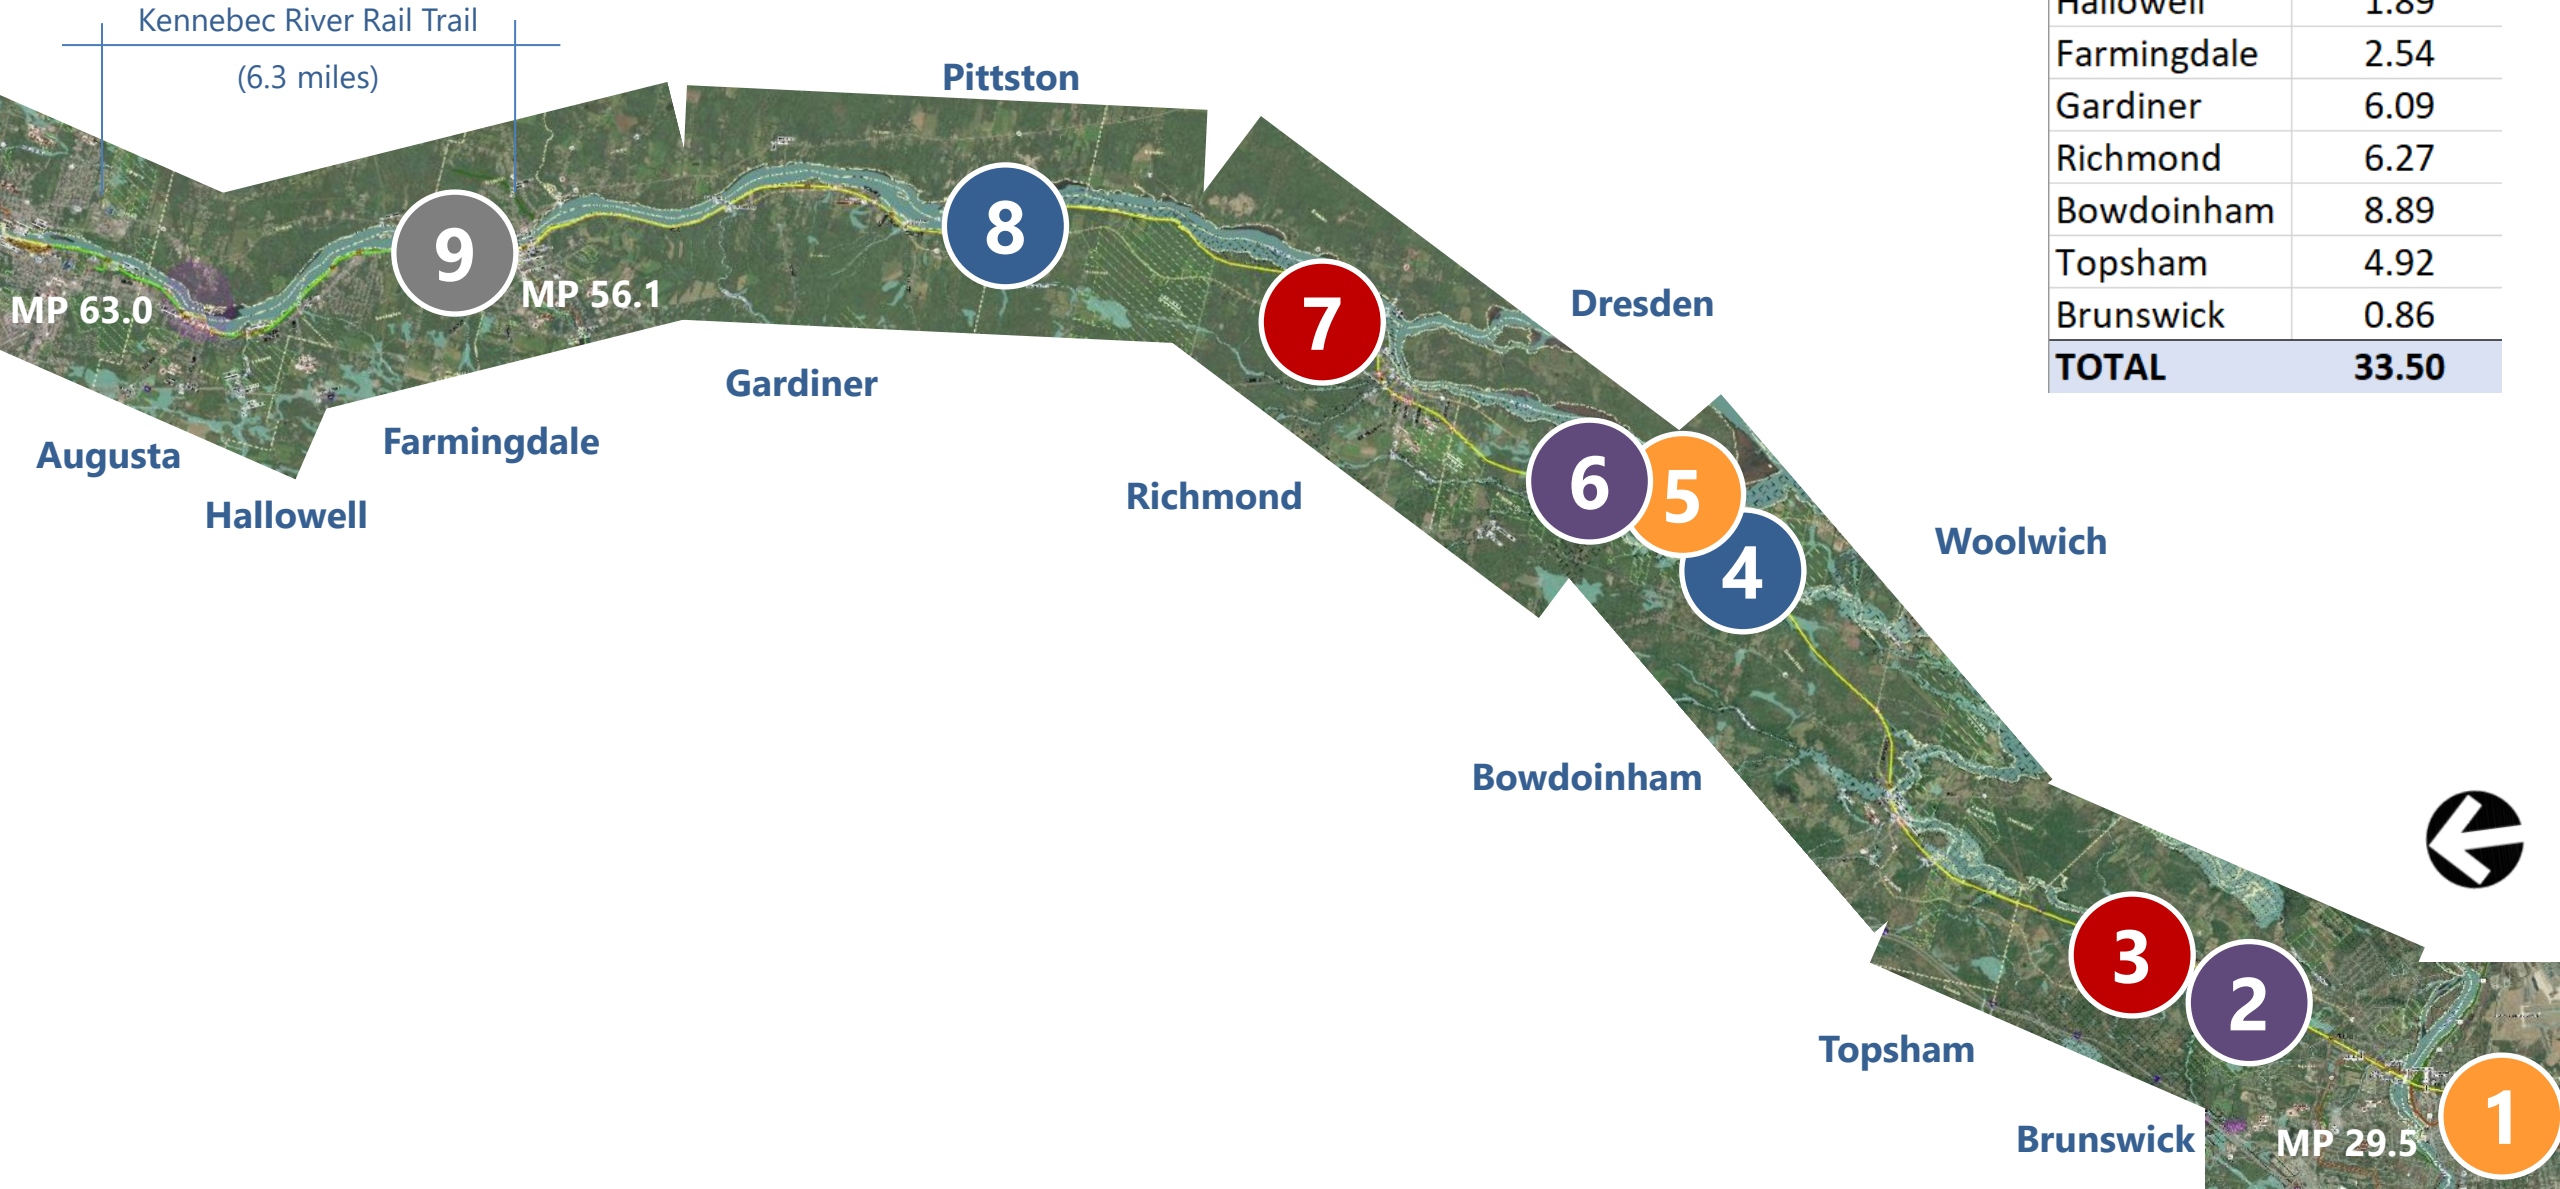 Kennebec River Rail Trail
(6.3 miles)
Hallowell 1.89
Farmingdale 2.54
Gardiner 6.09
Richmond 6.27
Bowdoinham 8.89
Topsham 4.92
Brunswick 0.86
TOTAL 33.50
Pittston
9
8
MP 63.0
MP 56.1
7
Dresden
Gardiner
Augusta
Farmingdale
Hallowell
Richmond
6
5
4
Woolwich
Bowdoinham
3
2
Topsham
1
Brunswick
MP 29.5